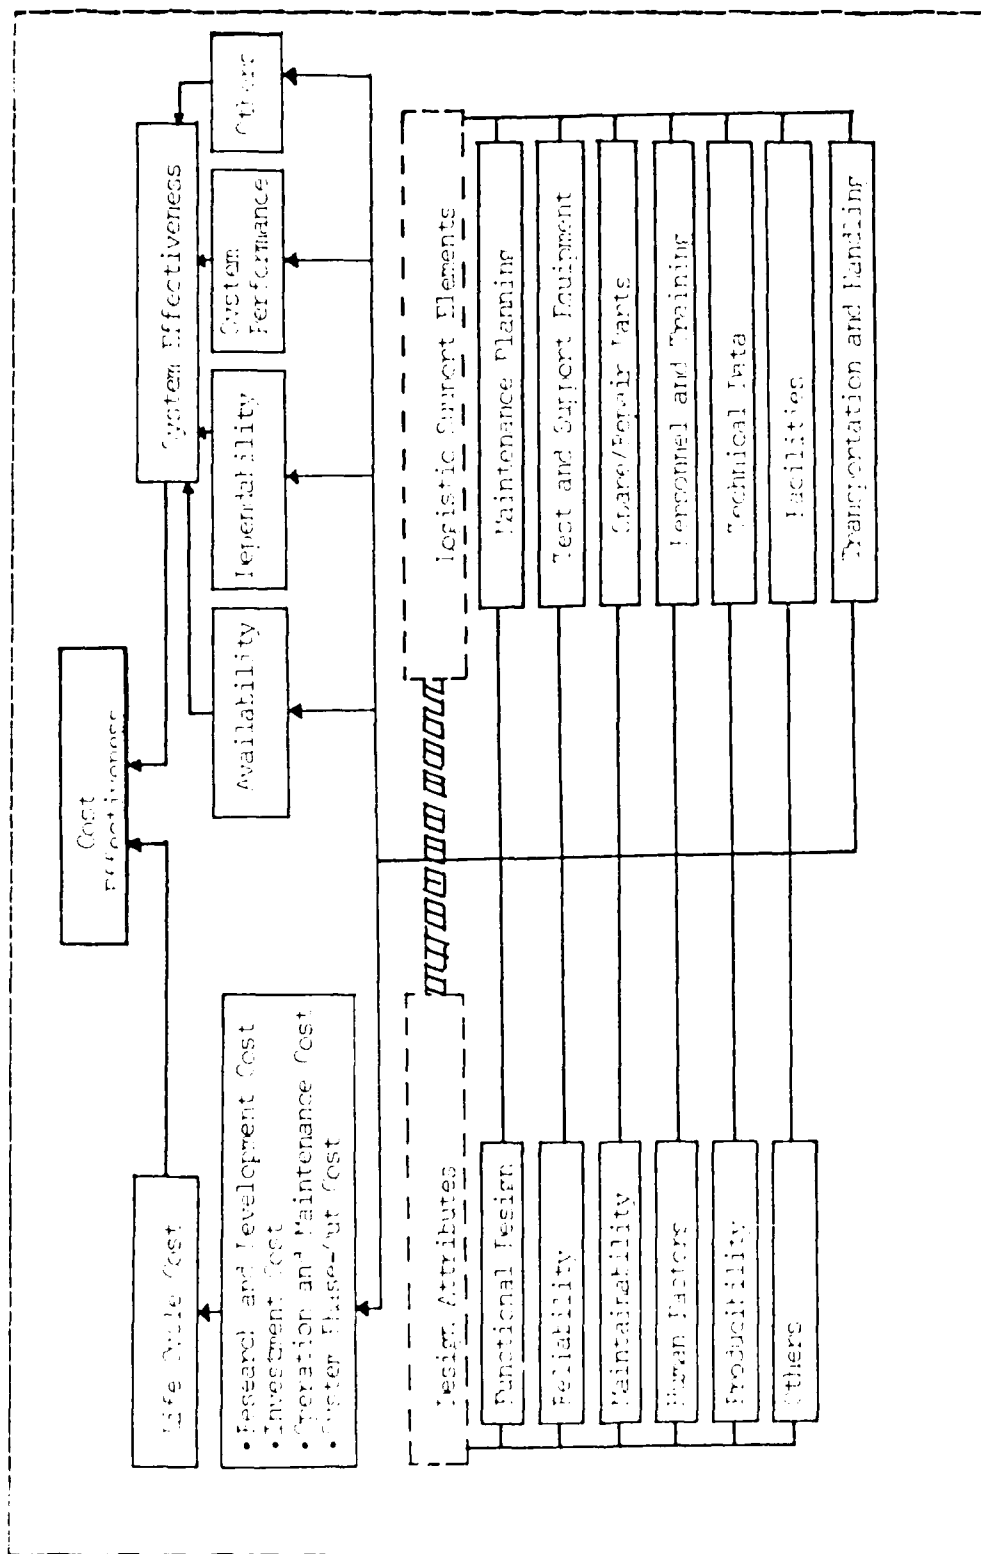 Cost
Effectiveness
Life Cycle Cost
System Effectiveness
• Research and Development Cost
• Investment Cost
• Operation and Maintenance Cost
• System Phase-Out Cost
Availability
Dependability
System
Performance
Others
Design Attributes
Functional Design
Reliability
Maintainability
Human Factors
Producibility
Others
Logistic Support Elements
Maintenance Planning
Test and Support Equipment
Spare/Repair Parts
Personnel and Training
Technical Data
Facilities
Transportation and Handling